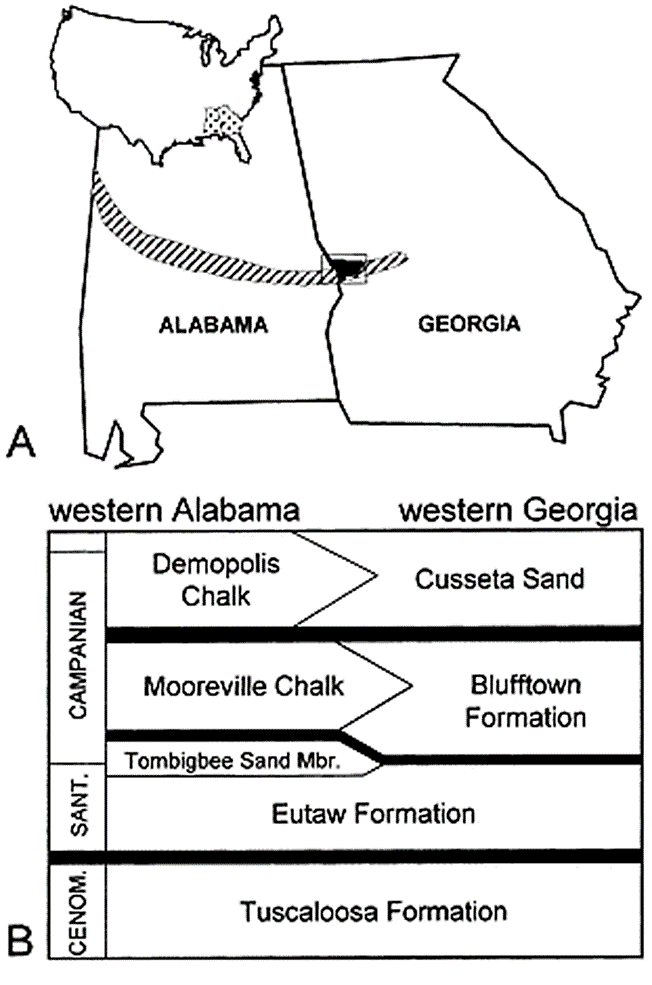 ALABAMA
GEORGIA
A
western Alabama
western Georgia
Demopolis
Chalk
Cusseta Sand
CAMPANIAN
Mooreville Chalk
Blufftown
Formation
Tombigbee Sand Mbr.
SANT.
Eutaw Formation
CENOM.
Tuscaloosa Formation
B